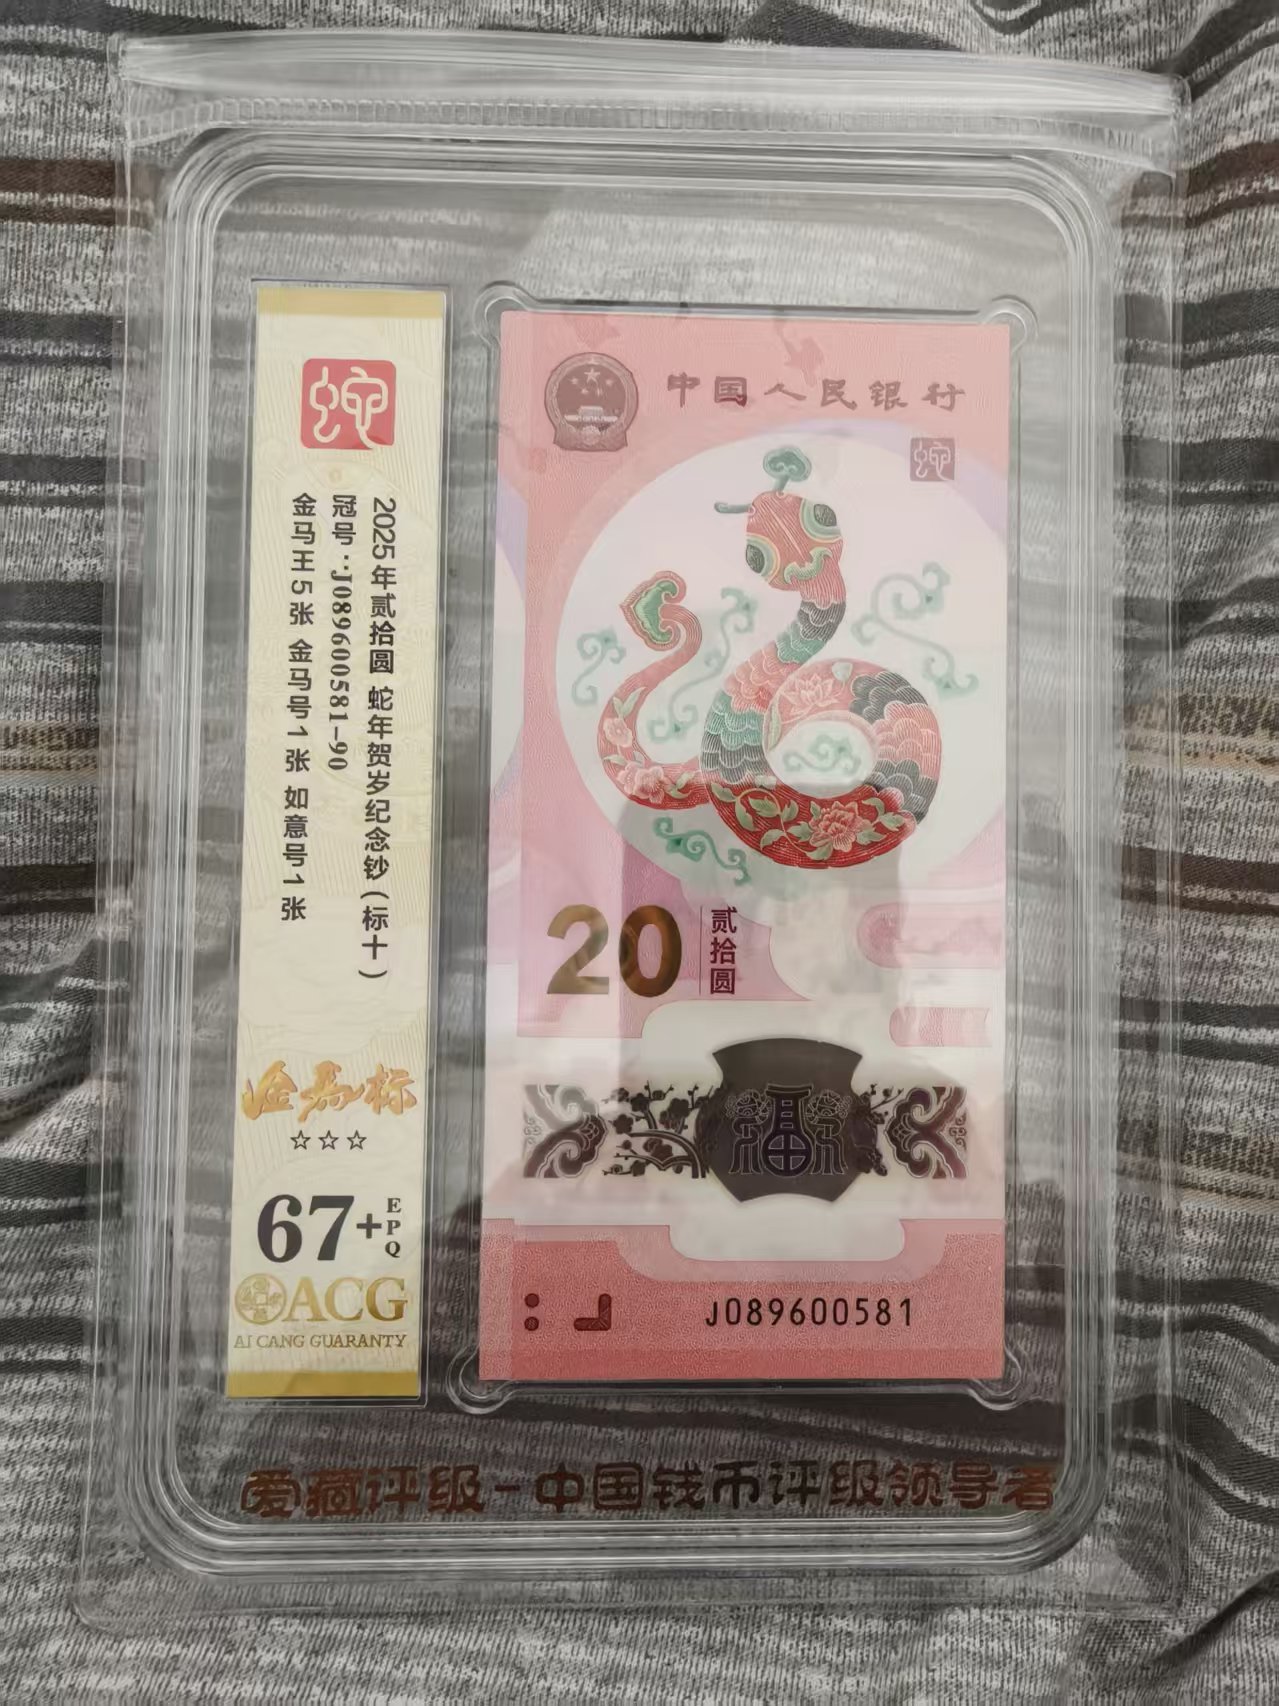 蛇
2025年贰拾圆 蛇年贺岁纪念钞(标十)
冠号:J089600581-90
金马王5张 金马号1张 如意号1张
金马标
☆☆☆
67+EPQ
ACG
AI CANG GUARANTY
中国人民银行
蛇
20 贰拾圆
福
J089600581
爱藏评级-中国钱币评级领导者